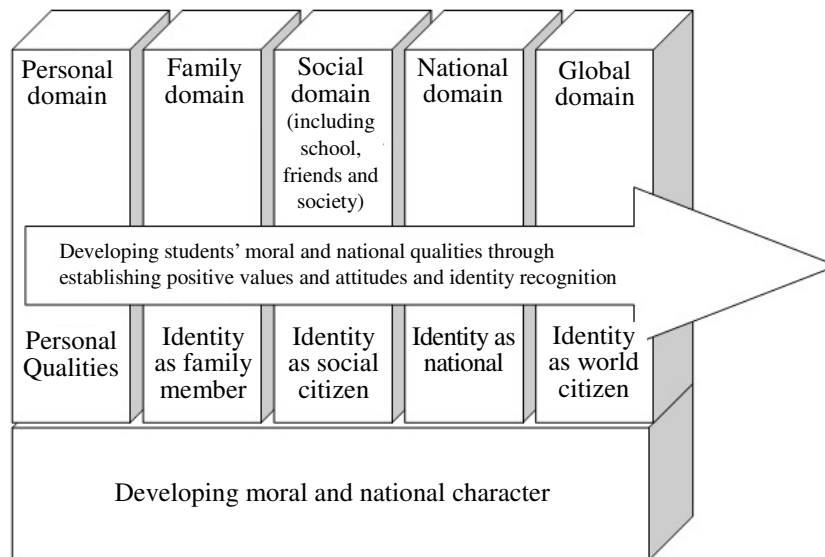 Personal
domain
Family
domain
Social
domain
(including
school,
friends and
society)
National
domain
Global
domain
Developing students’ moral and national qualities through
establishing positive values and attitudes and identity recognition
Personal
Qualities
Identity
as family
member
Identity
as social
citizen
Identity as
national
Identity
as world
citizen
Developing moral and national character